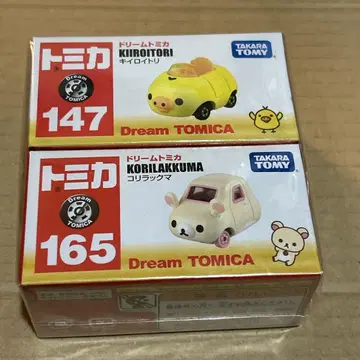 トミカ
Dream
TOMICA
147
ドリームトミカ
KIIROITORI
キイロイトリ
TAKARA
TOMY
Dream TOMICA
トミカ
Dream
TOMICA
165
ドリームトミカ
KORILAKKUMA
コリラックマ
TAKARA
TOMY
Dream TOMICA